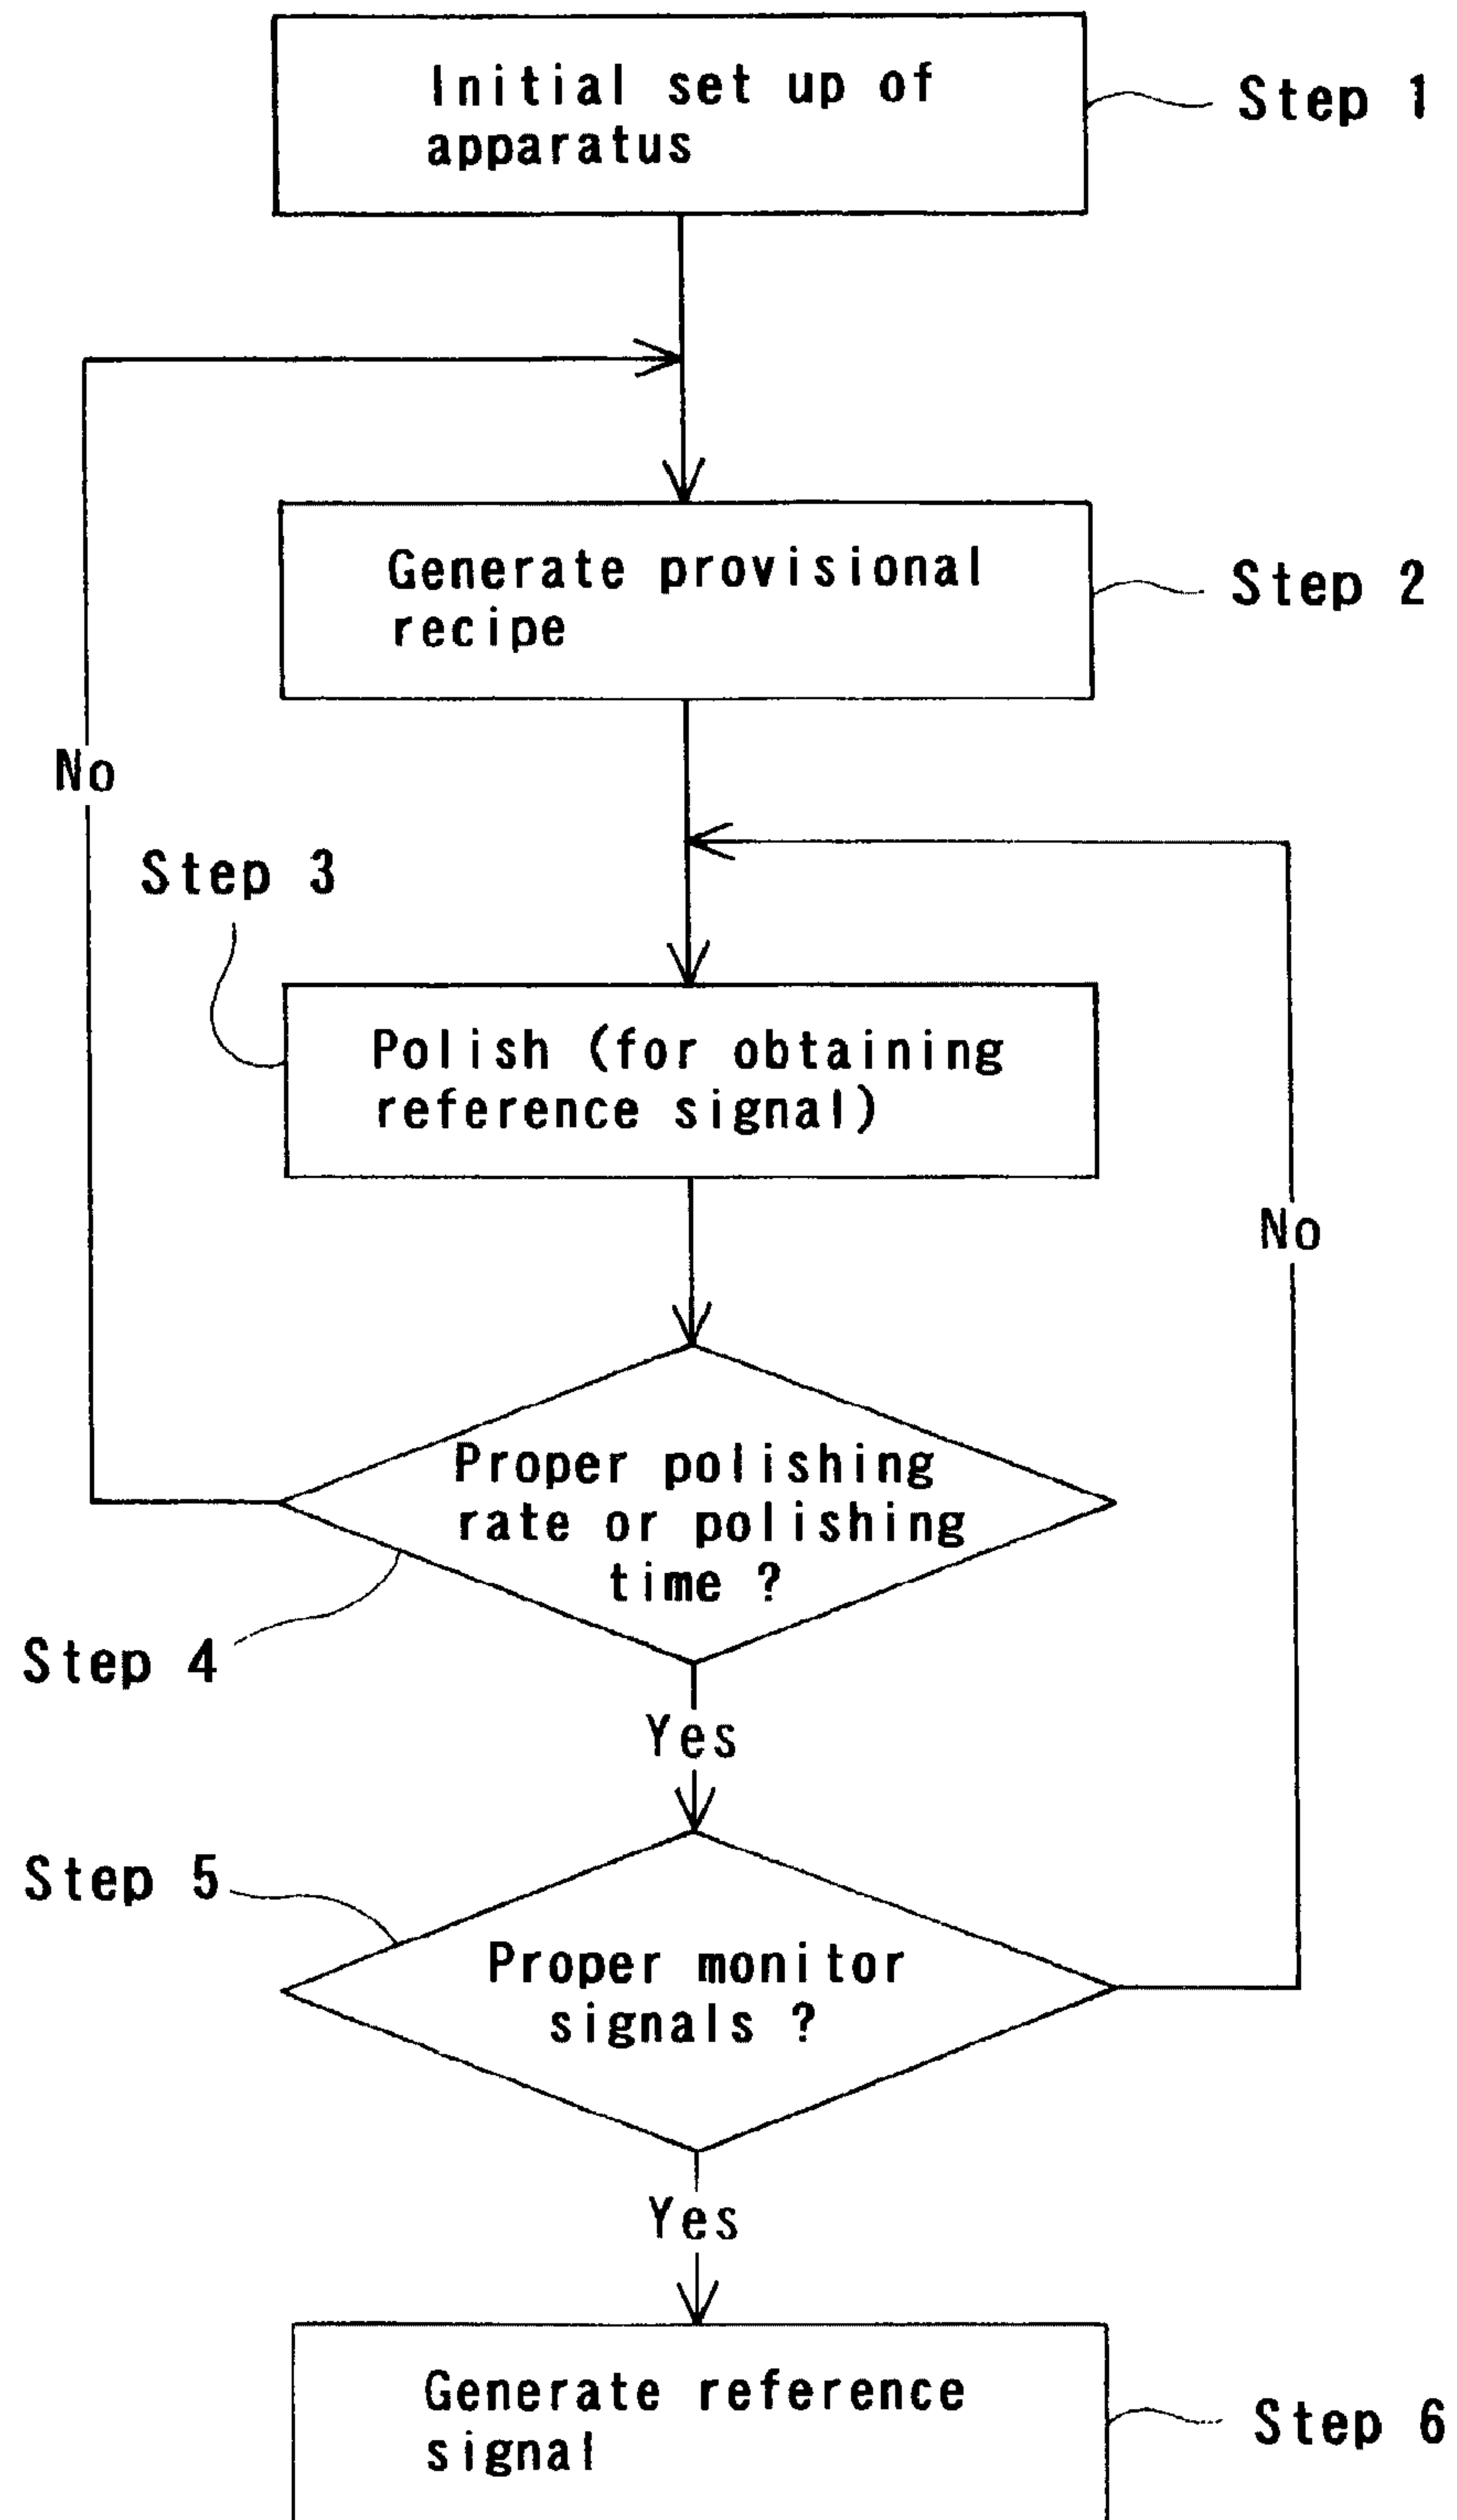 Initial set up of
apparatus
Step 1
Generate provisional
recipe
Step 2
No
Step 3
Polish (for obtaining
reference signal)
No
Proper polishing
rate or polishing
time ?
Step 4
Yes
Step 5
Proper monitor
signals ?
Yes
Generate reference
signal
Step 6